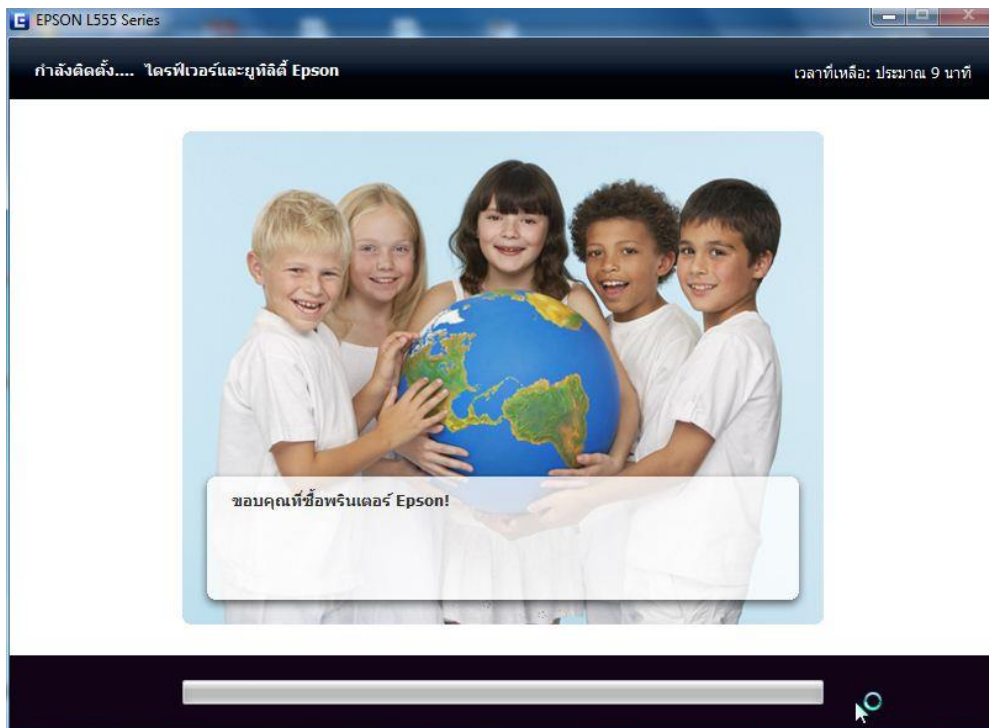 EPSON L555 Series
กำลังติดตั้ง.... ไดรฟ์เวอร์และยูทิลิตี้ Epson
เวลาที่เหลือ: ประมาณ 9 นาที
ขอบคุณที่ซื้อพรินเตอร์ Epson!